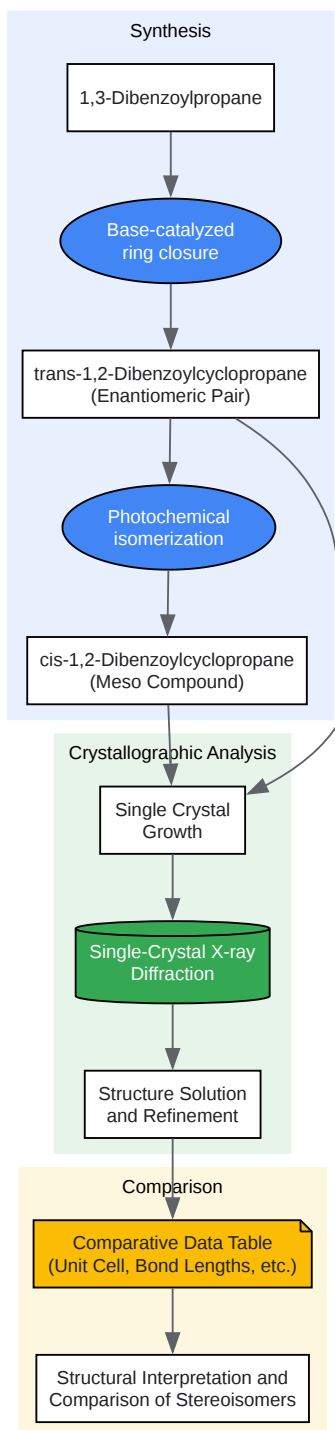 Synthesis
1,3-Dibenzoylpropane
Base-catalyzed
ring closure
trans-1,2-Dibenzoylcyclopropane
(Enantiomeric Pair)
Photochemical
isomerization
cis-1,2-Dibenzoylcyclopropane
(Meso Compound)
Crystallographic Analysis
Single Crystal
Growth
Single-Crystal X-ray
Diffraction
Structure Solution
and Refinement
Comparison
Comparative Data Table
(Unit Cell, Bond Lengths, etc.)
Structural Interpretation and
Comparison of Stereoisomers